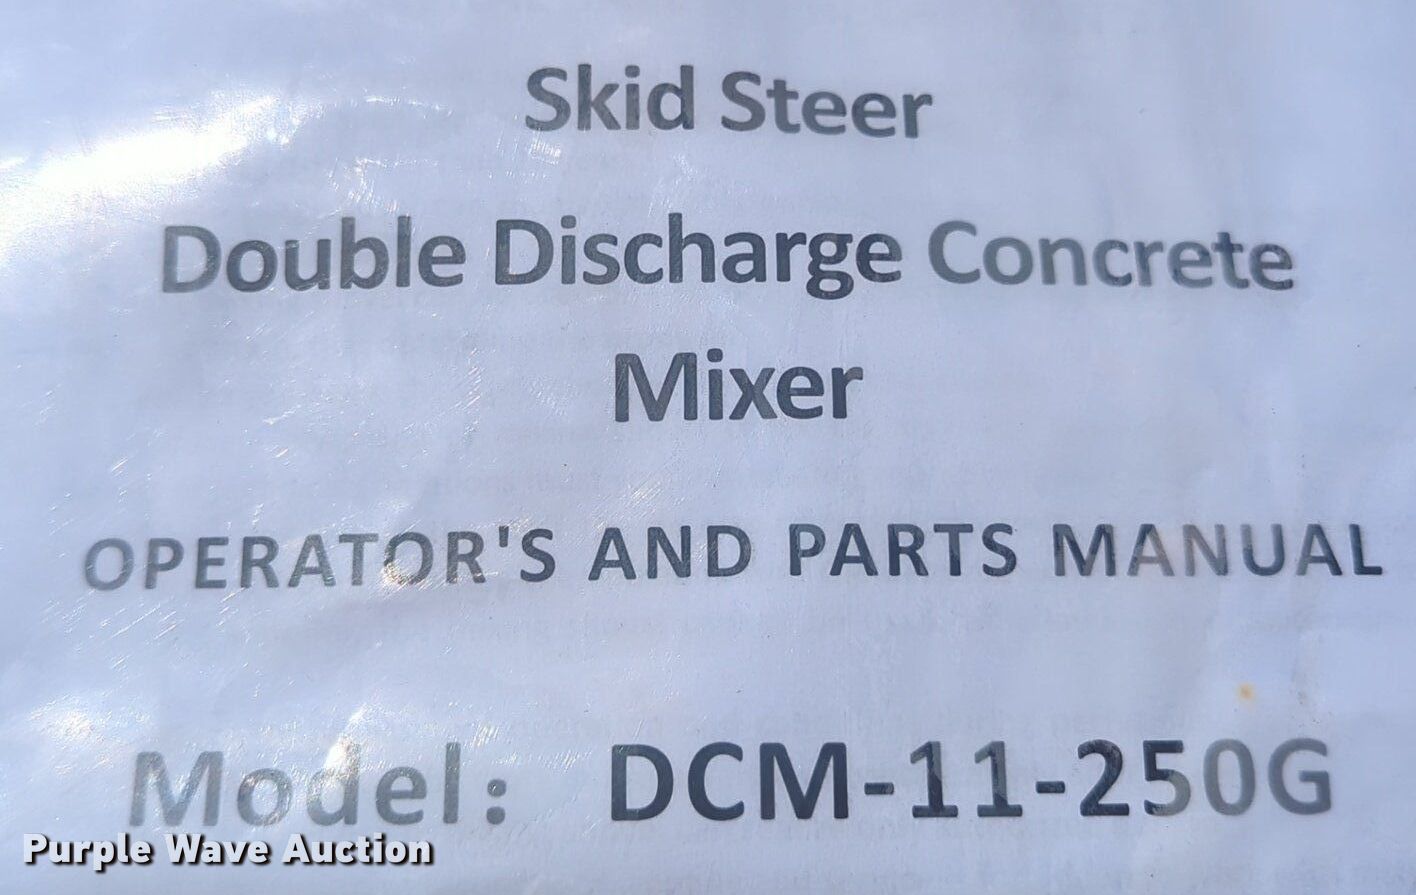 Skid Steer
Double Discharge Concrete
Mixer
OPERATOR'S AND PARTS MANUAL
Model: DCM-11-250G
Purple Wave Auction